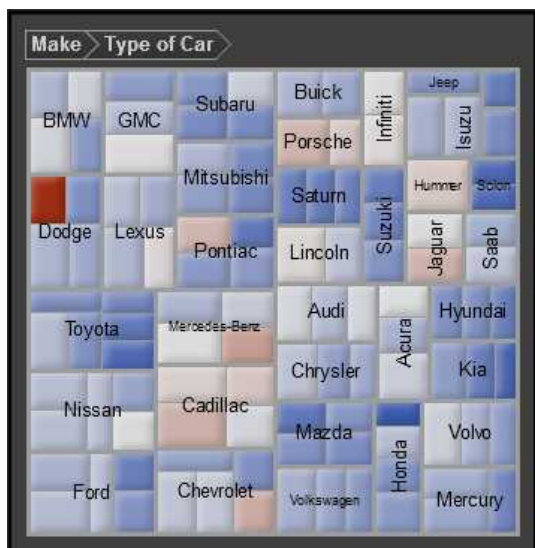 Make Type of Car
BMW
GMC
Subaru
Buick
Infiniti
Jeep
Isuzu
Porsche
Mitsubishi
Saturn
Suzuki
Hummer
Scion
Dodge
Lexus
Pontiac
Lincoln
Jaguar
Saab
Toyota
Mercedes-Benz
Audi
Acura
Hyundai
Chrysler
Kia
Nissan
Cadillac
Mazda
Honda
Volvo
Ford
Chevrolet
Volkswagen
Mercury